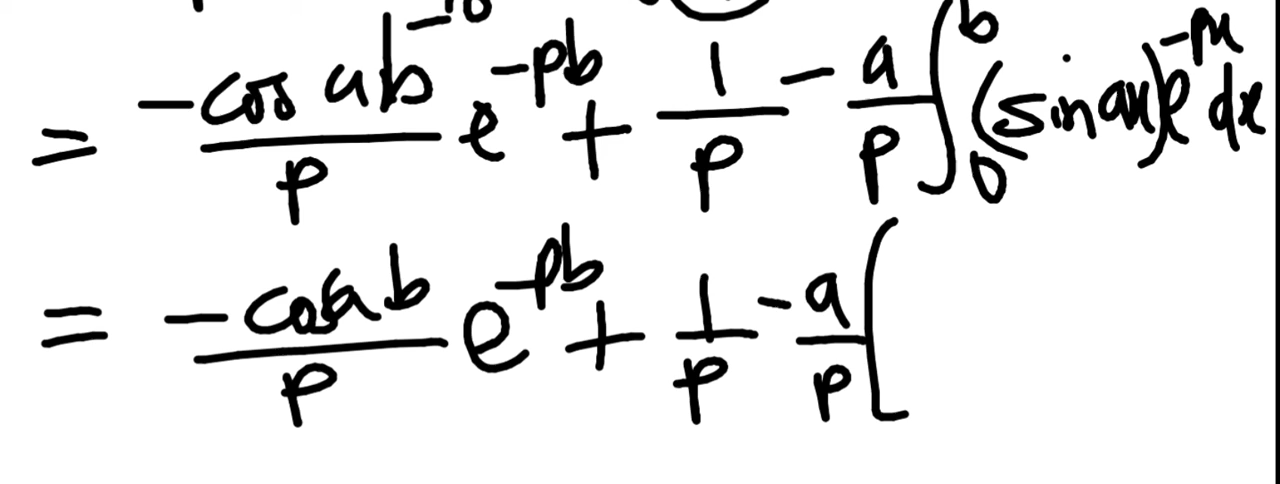 = -cos ab/p e^-pb + 1/p - a/p ∫_0^b (sin ax)e^-px dx
= -cos ab/p e^-pb + 1/p - a/p [